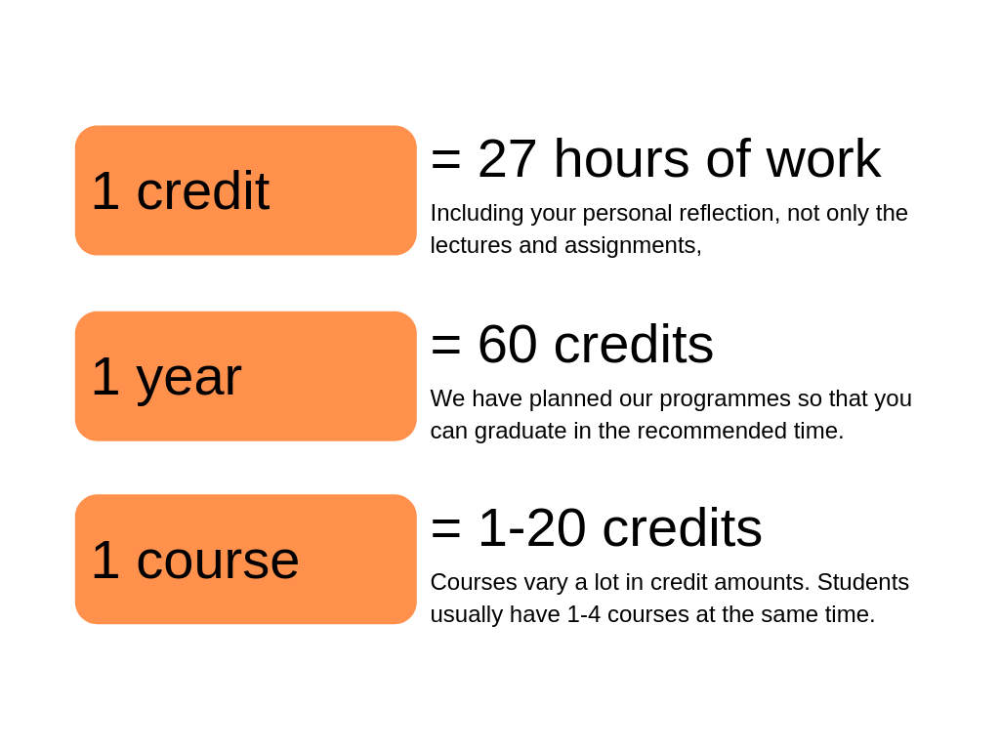 1 credit
= 27 hours of work
Including your personal reflection, not only the
lectures and assignments,
1 year
= 60 credits
We have planned our programmes so that you
can graduate in the recommended time.
1 course
= 1-20 credits
Courses vary a lot in credit amounts. Students
usually have 1-4 courses at the same time.